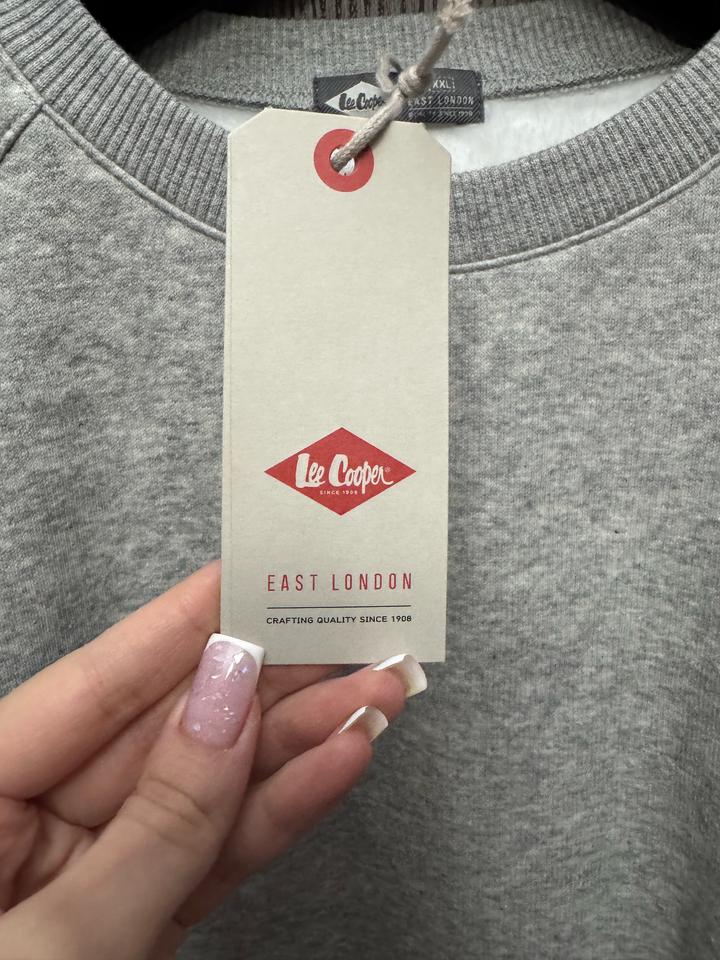 Lee Cooper
XXL
EAST LONDON
Lee Cooper®
SINCE 1908
EAST LONDON
CRAFTING QUALITY SINCE 1908